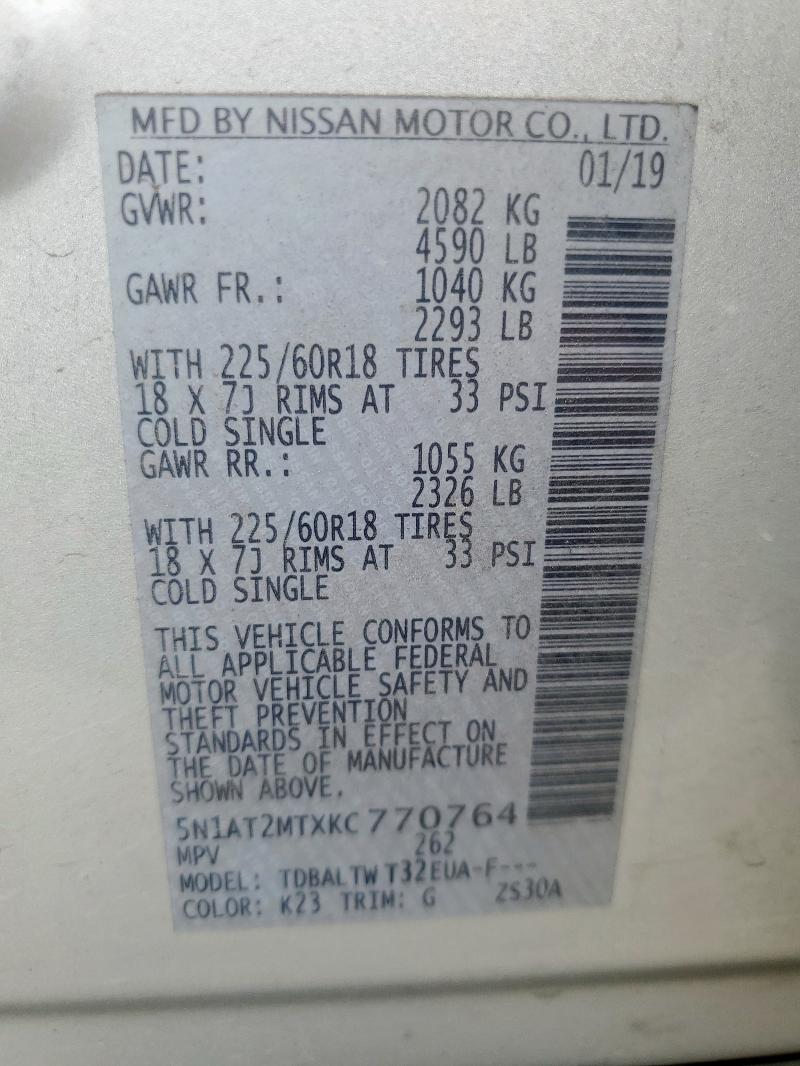 MFD BY NISSAN MOTOR CO., LTD.
DATE: 01/19
GVWR: 2082 KG
4590 LB
GAWR FR.: 1040 KG
2293 LB
WITH 225/60R18 TIRES
18 X 7J RIMS AT 33 PSI
COLD SINGLE
GAWR RR.: 1055 KG
2326 LB
WITH 225/60R18 TIRES
18 X 7J RIMS AT 33 PSI
COLD SINGLE
THIS VEHICLE CONFORMS TO
ALL APPLICABLE FEDERAL
MOTOR VEHICLE SAFETY AND
THEFT PREVENTION
STANDARDS IN EFFECT ON
THE DATE OF MANUFACTURE
SHOWN ABOVE.
5N1AT2MTXKC 770764
MPV 262
MODEL: TDBALTW T32EUA-F---
COLOR: K23 TRIM: G ZS30A